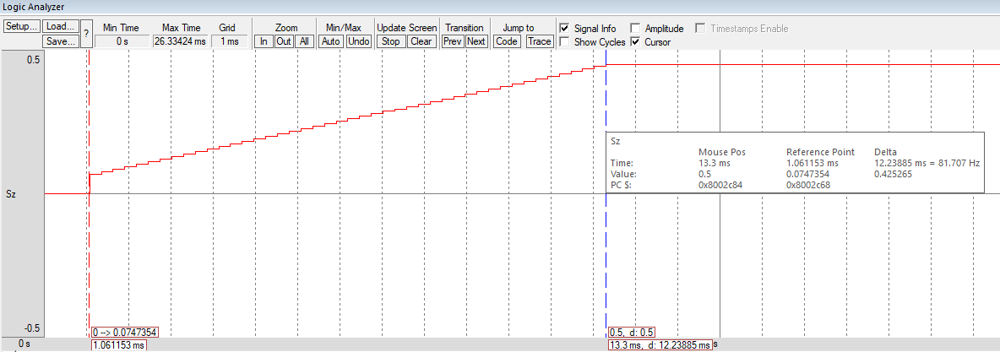 Logic Analyzer
Setup... Load... ? Min Time Max Time Grid Zoom Min/Max Update Screen Transition Jump to Signal Info Amplitude Timestamps Enable
Save... 0 s 26.33424 ms 1 ms In Out All Auto Undo Stop Clear Prev Next Code Trace Show Cycles Cursor
0.5
Sz
Mouse Pos Reference Point Delta
Time: 13.3 ms 1.061153 ms 12.23885 ms = 81.707 Hz
Value: 0.5 0.0747354 0.425265
PC $: 0x8002c84 0x8002c68
Sz
-0.5
0 --> 0.0747354 0.5, d: 0.5
0 s 1.061153 ms 13.3 ms, d: 12.23885 ms s